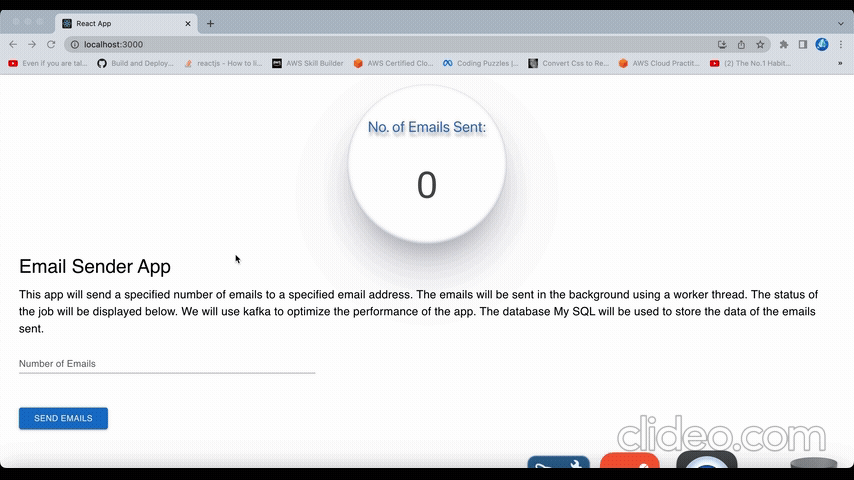 React App
localhost:3000
Even if you are tal...
Build and Deploy...
reactjs - How to li...
AWS Skill Builder
AWS Certified Clo...
Coding Puzzles |...
Convert Css to Re...
AWS Cloud Practit...
(2) The No.1 Habit...
»
No. of Emails Sent:
0
Email Sender App
This app will send a specified number of emails to a specified email address. The emails will be sent in the background using a worker thread. The status of
the job will be displayed below. We will use kafka to optimize the performance of the app. The database My SQL will be used to store the data of the emails
sent.
Number of Emails
SEND EMAILS
clideo.com